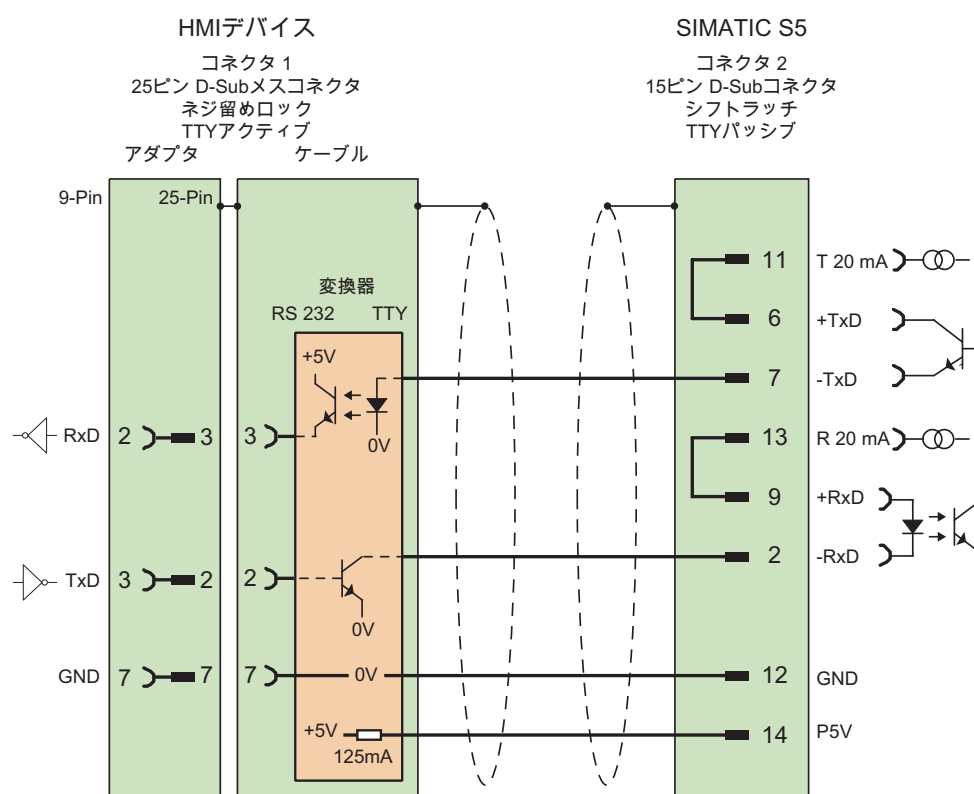 HMIデバイス
コネクタ 1
25ピン D-Subメスコネクタ
ネジ留めロック
TTYアクティブ
アダプタ
ケーブル
SIMATIC S5
コネクタ 2
15ピン D-Subコネクタ
シフトラッチ
TTYパッシブ
9-Pin
25-Pin
変換器
RS 232
TTY
+5V
0V
RxD
2
3
3
TxD
3
2
2
0V
GND
7
7
7
0V
+5V
125mA
11
T 20 mA
6
+TxD
7
-TxD
13
R 20 mA
9
+RxD
2
-RxD
12
GND
14
P5V